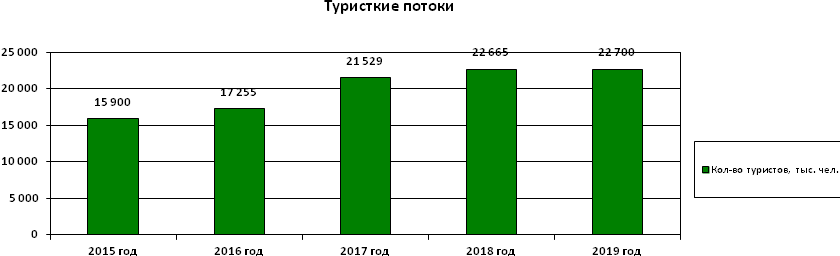 Туристкие потоки
25 000
20 000
15 000
10 000
5 000
0
15 900
17 255
21 529
22 665
22 700
2015 год
2016 год
2017 год
2018 год
2019 год
Кол-во туристов, тыс. чел.